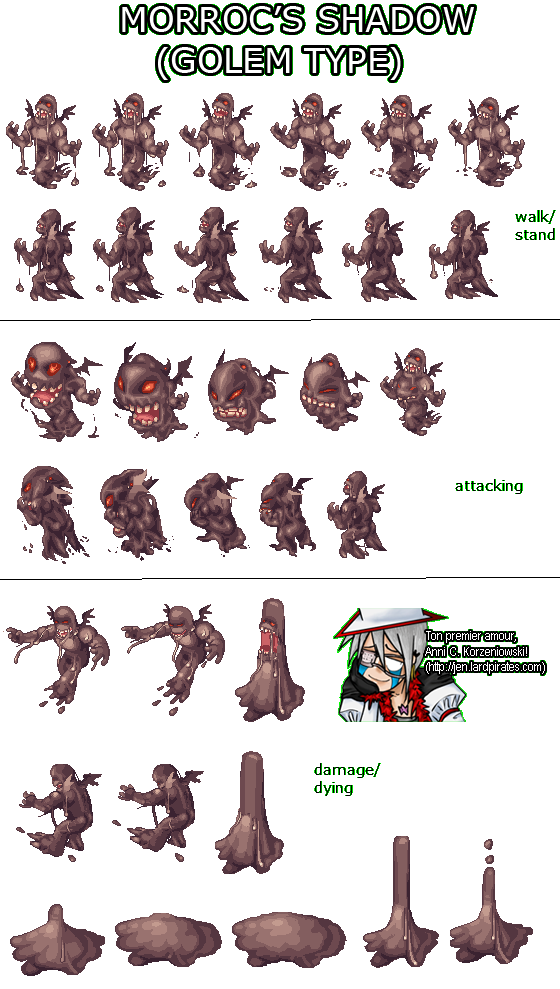 MORROC'S SHADOW
(GOLEM TYPE)
walk/
stand
attacking
Ton premier amour,
Anni C. Korzeniowski!
(http://jen.lardpirates.com)
damage/
dying